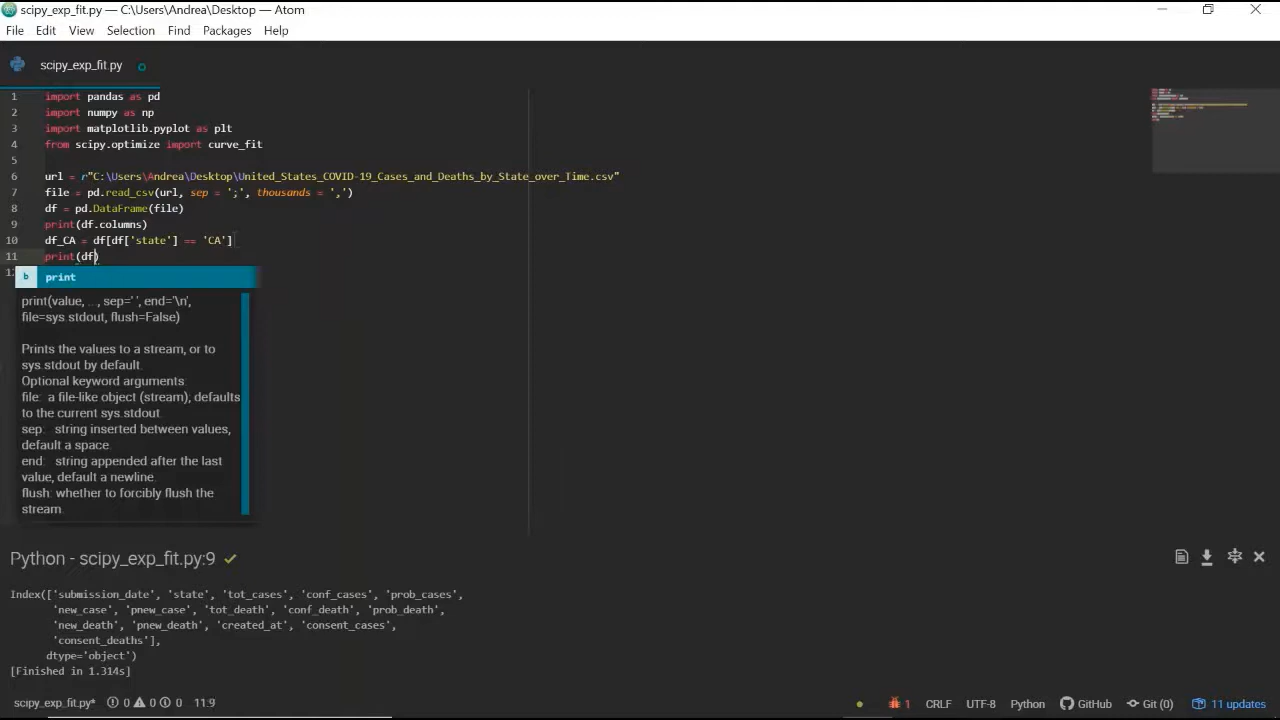 scipy_exp_fit.py — C:\Users\Andrea\Desktop — Atom
File Edit View Selection Find Packages Help
scipy_exp_fit.py
1 import pandas as pd
2 import numpy as np
3 import matplotlib.pyplot as plt
4 from scipy.optimize import curve_fit
5
6 url = r"C:\Users\Andrea\Desktop\United_States_COVID-19_Cases_and_Deaths_by_State_over_Time.csv"
7 file = pd.read_csv(url, sep = ';', thousands = ',')
8 df = pd.DataFrame(file)
9 print(df.columns)
10 df_CA = df[df['state'] == 'CA']
11 print(df)
b print
print(value, ..., sep=' ', end='\n',
file=sys.stdout, flush=False)
Prints the values to a stream, or to
sys.stdout by default.
Optional keyword arguments:
file: a file-like object (stream), defaults
to the current sys.stdout.
sep: string inserted between values,
default a space.
end: string appended after the last
value, default a newline.
flush: whether to forcibly flush the
stream.
Python - scipy_exp_fit.py:9
Index(['submission_date', 'state', 'tot_cases', 'conf_cases', 'prob_cases',
'new_case', 'pnew_case', 'tot_death', 'conf_death', 'prob_death',
'new_death', 'pnew_death', 'created_at', 'consent_cases',
'consent_deaths'],
dtype='object')
[Finished in 1.314s]
scipy_exp_fit.py* 0 0 0 11:9 1 CRLF UTF-8 Python GitHub Git (0) 11 updates